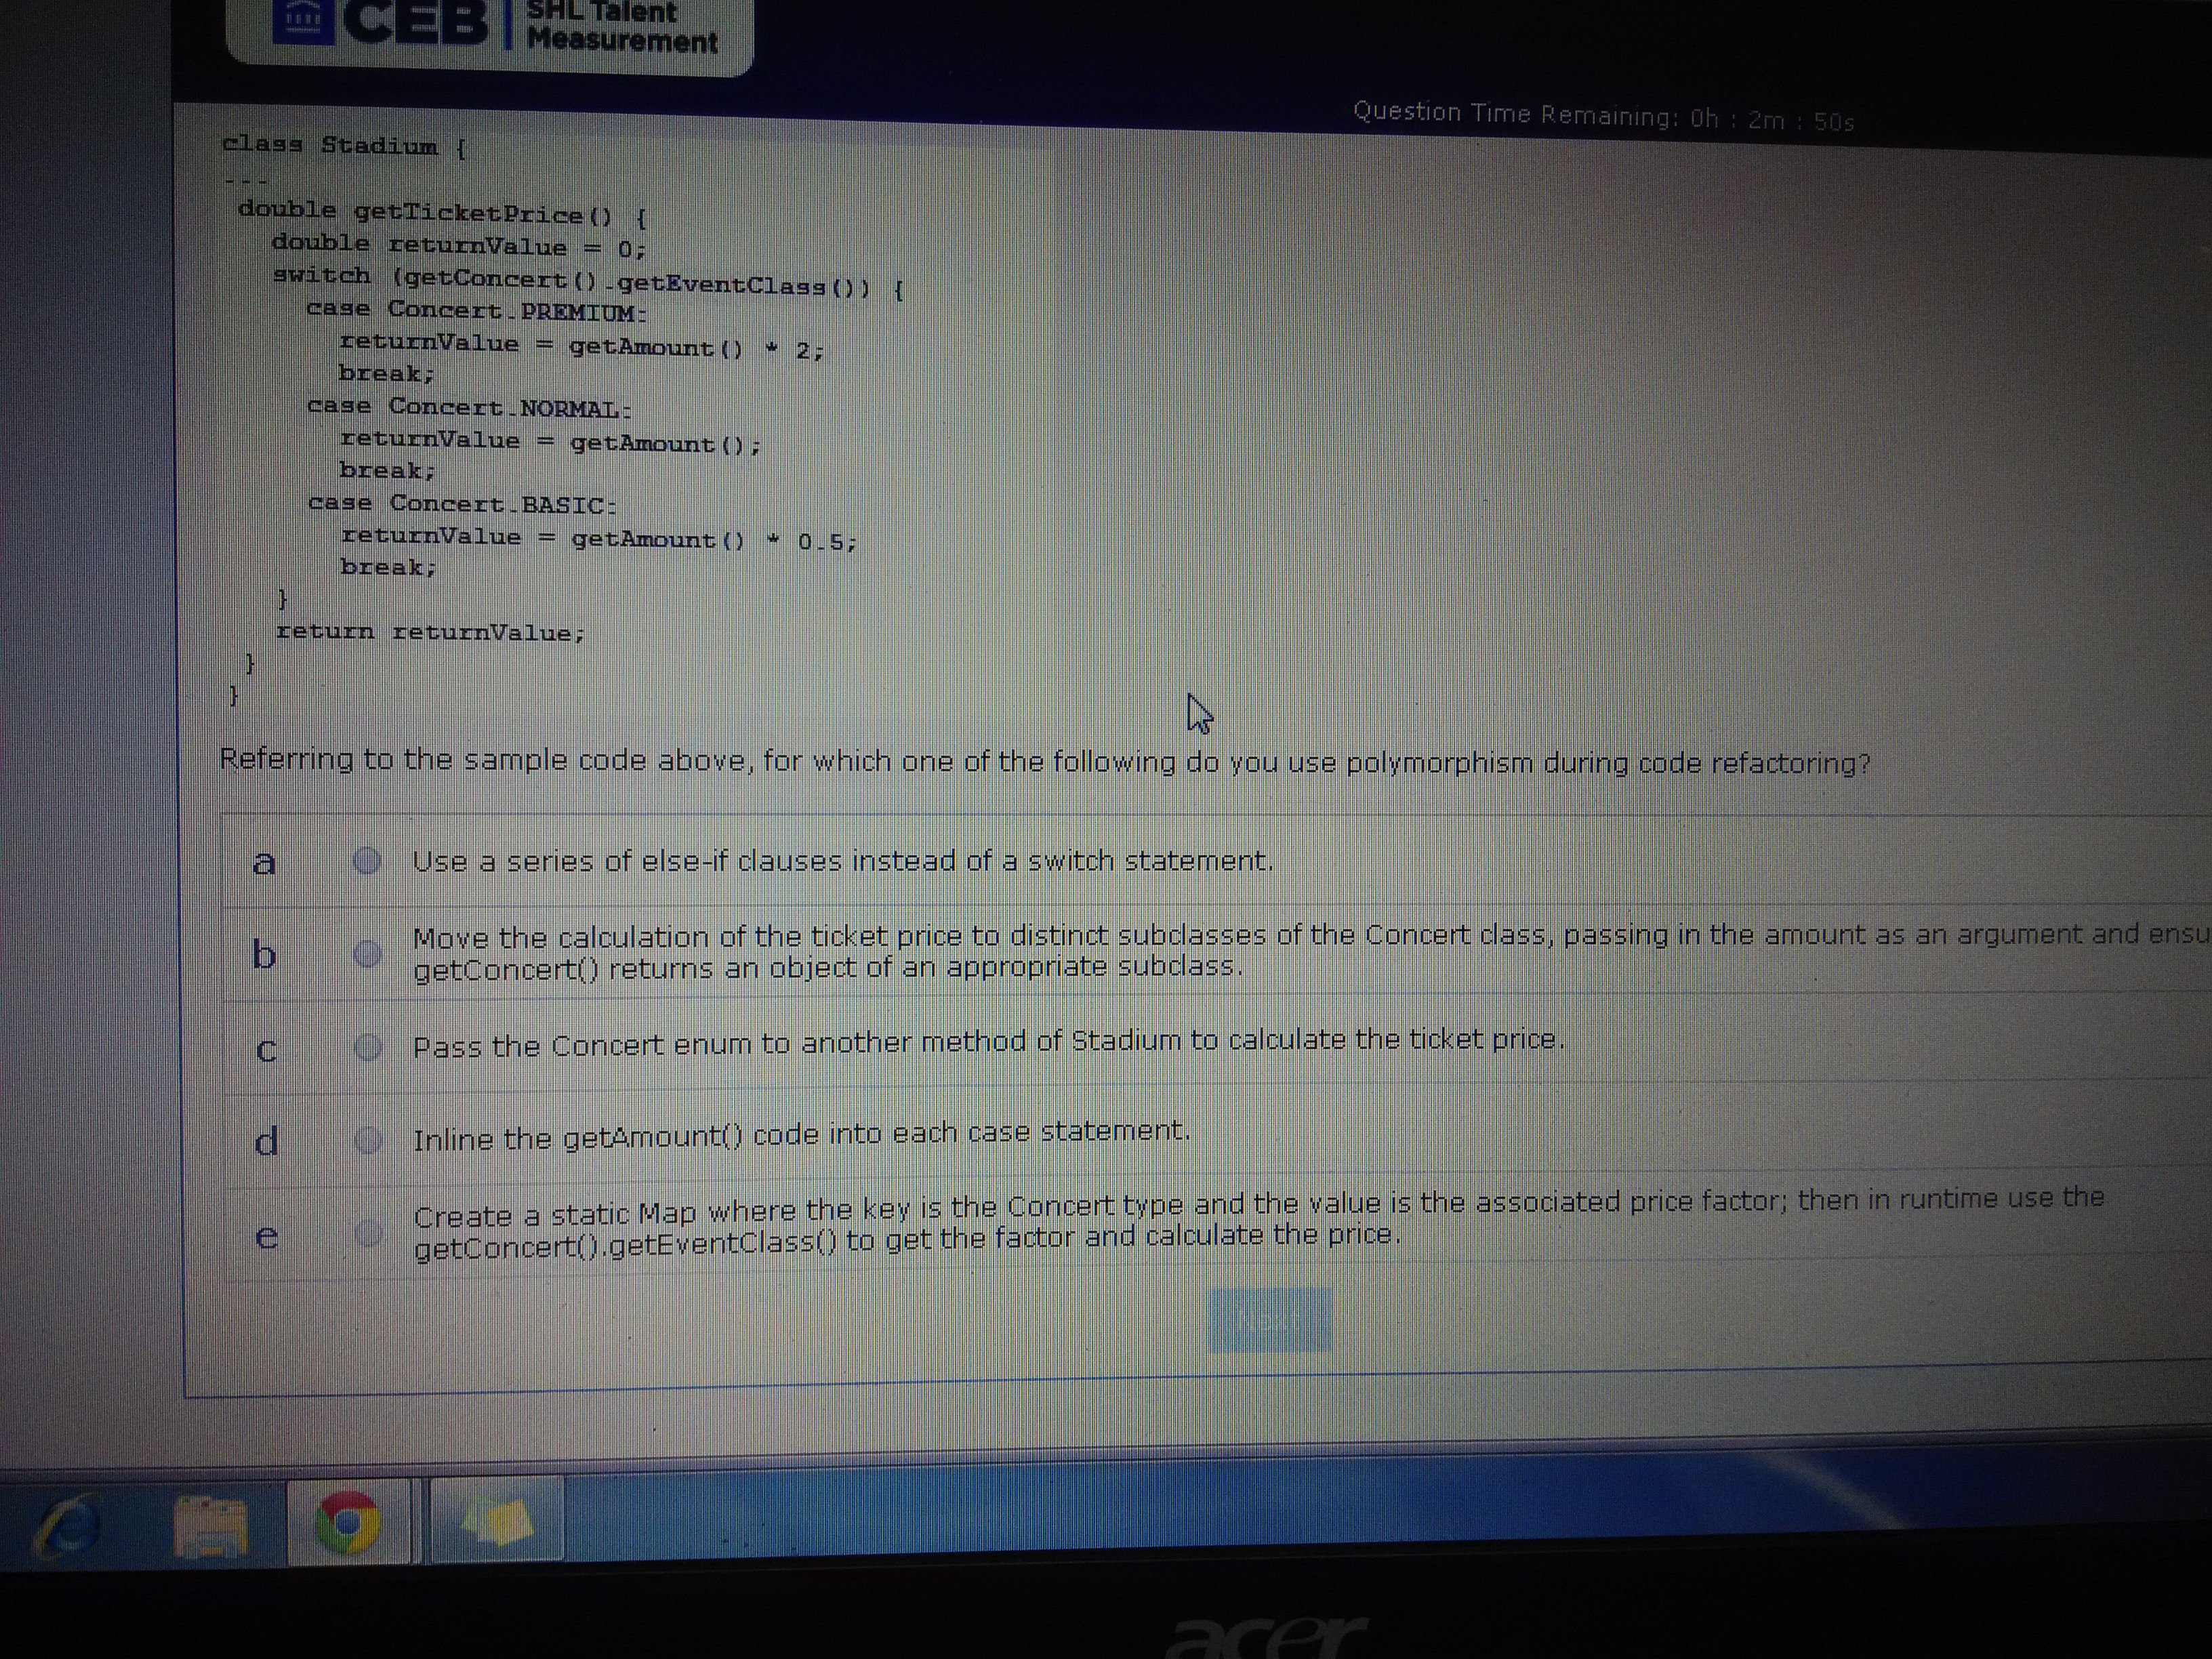 CEB
SHL Talent
Measurement
Question Time Remaining: 0h : 2m : 50s
class Stadium {
---
double getTicketPrice() {
double returnValue = 0;
switch (getConcert().getEventClass()) {
case Concert.PREMIUM:
returnValue = getAmount() * 2;
break;
case Concert.NORMAL:
returnValue = getAmount();
break;
case Concert.BASIC:
returnValue = getAmount() * 0.5;
break;
}
return returnValue;
}
}
Referring to the sample code above, for which one of the following do you use polymorphism during code refactoring?
a Use a series of else-if clauses instead of a switch statement.
b Move the calculation of the ticket price to distinct subclasses of the Concert class, passing in the amount as an argument and ensu
getConcert() returns an object of an appropriate subclass.
c Pass the Concert enum to another method of Stadium to calculate the ticket price.
d Inline the getAmount() code into each case statement.
e Create a static Map where the key is the Concert type and the value is the associated price factor; then in runtime use the
getConcert().getEventClass() to get the factor and calculate the price.
Next
acer